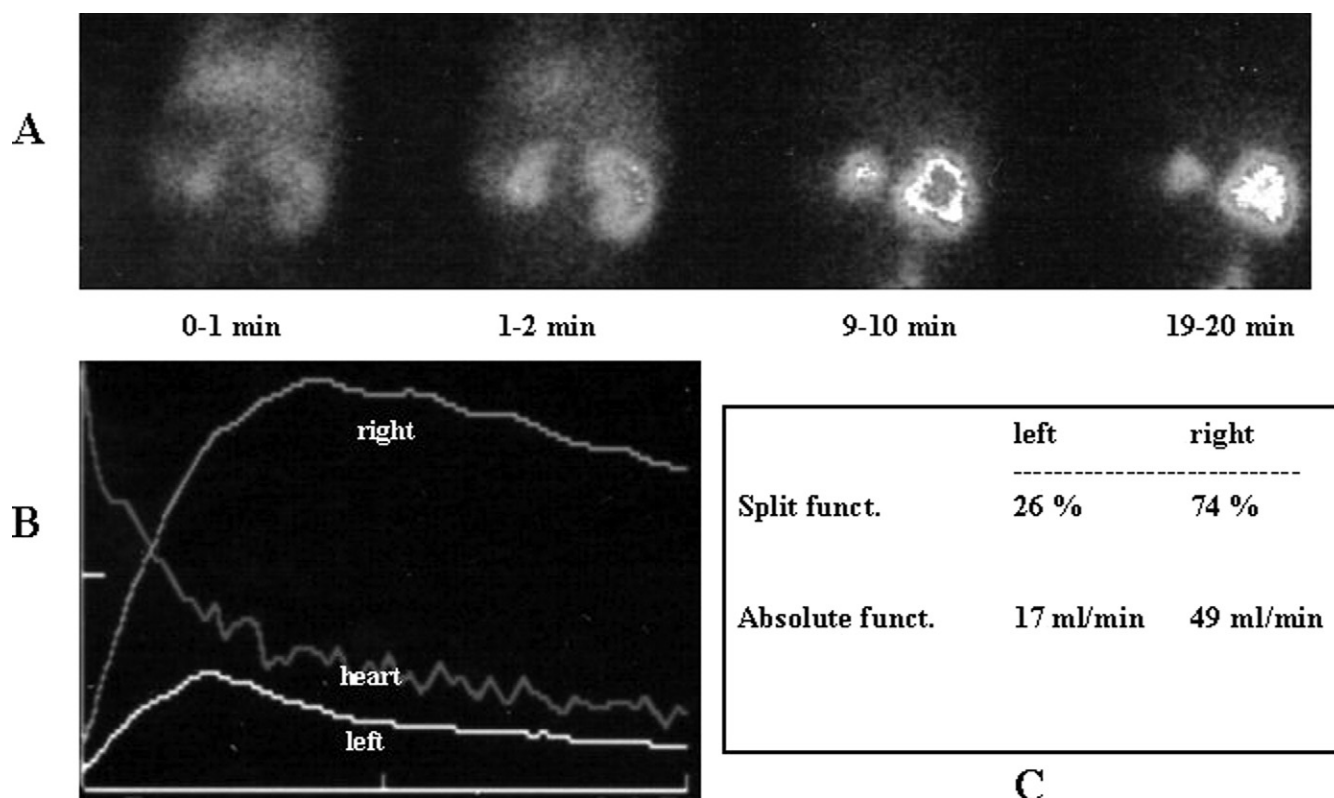 A
0-1 min 1-2 min 9-10 min 19-20 min
B
right
heart
left
left right
----------------------------
Split funct. 26 % 74 %
Absolute funct. 17 ml/min 49 ml/min
C